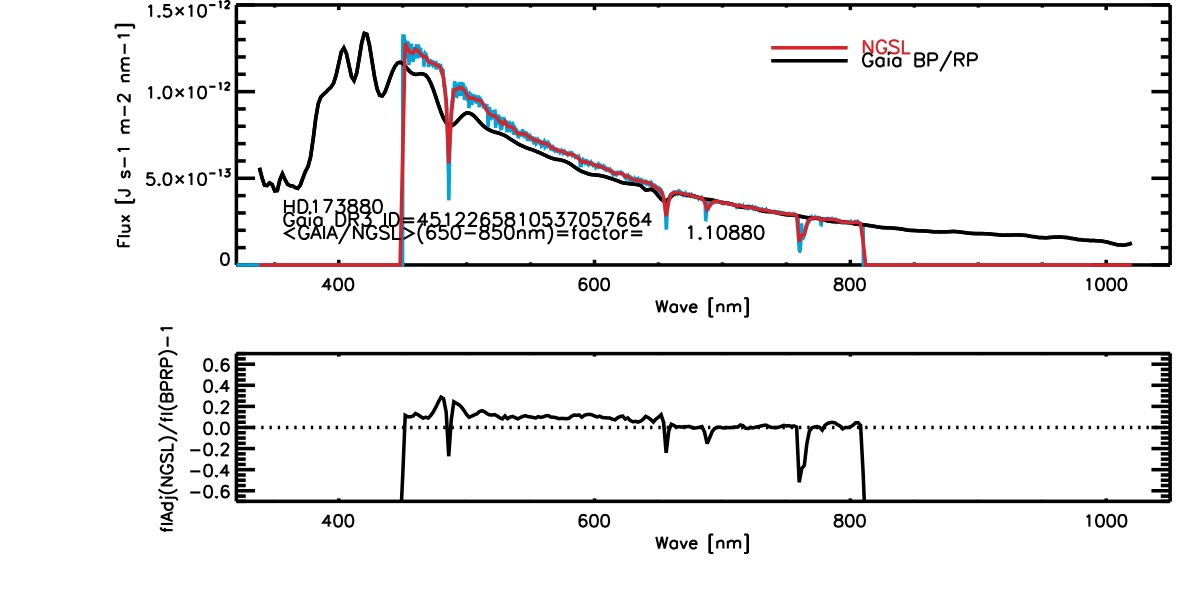 1.5×10−12
1.0×10−12
5.0×10−13
0
Flux [J s−1 m−2 nm−1]
NGSL
Gaia BP/RP
HD173880
Gaia DR3 ID=4512265810537057664
<GAIA/NGSL>(650−850nm)=factor= 1.10880
400 600 800 1000
Wave [nm]
flAdj(NGSL)/fl(BPRP)−1
0.6
0.4
0.2
0.0
−0.2
−0.4
−0.6
400 600 800 1000
Wave [nm]